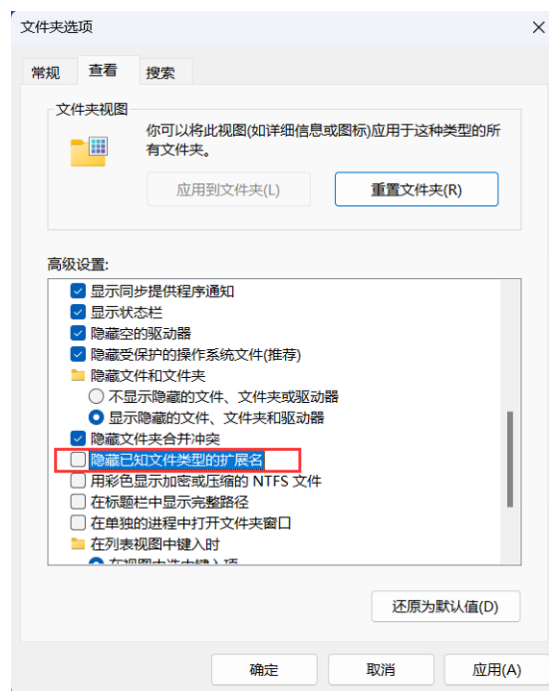 文件夹选项
常规 查看 搜索
文件夹视图
你可以将此视图(如详细信息或图标)应用于这种类型的所
有文件夹。
应用到文件夹(L) 重置文件夹(R)
高级设置:
显示同步提供程序通知
显示状态栏
隐藏空的驱动器
隐藏受保护的操作系统文件(推荐)
隐藏文件和文件夹
不显示隐藏的文件、文件夹或驱动器
显示隐藏的文件、文件夹和驱动器
隐藏文件夹合并冲突
隐藏已知文件类型的扩展名
用彩色显示加密或压缩的 NTFS 文件
在标题栏中显示完整路径
在单独的进程中打开文件夹窗口
在列表视图中键入时
在视图中选中键入项
还原为默认值(D)
确定 取消 应用(A)